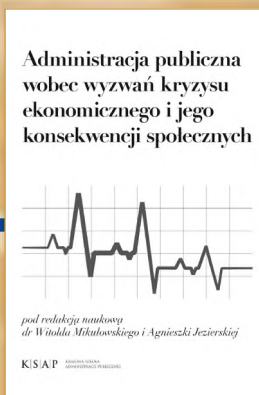 Administracja publiczna
wobec wyzwań kryzysu
ekonomicznego i jego
konsekwencji społecznych
pod redakcją naukową
dr Witolda Mikułowskiego i Agnieszki Jezierskiej
K|S|A|P
KRAJOWA SZKOŁA
ADMINISTRACJI PUBLICZNEJ